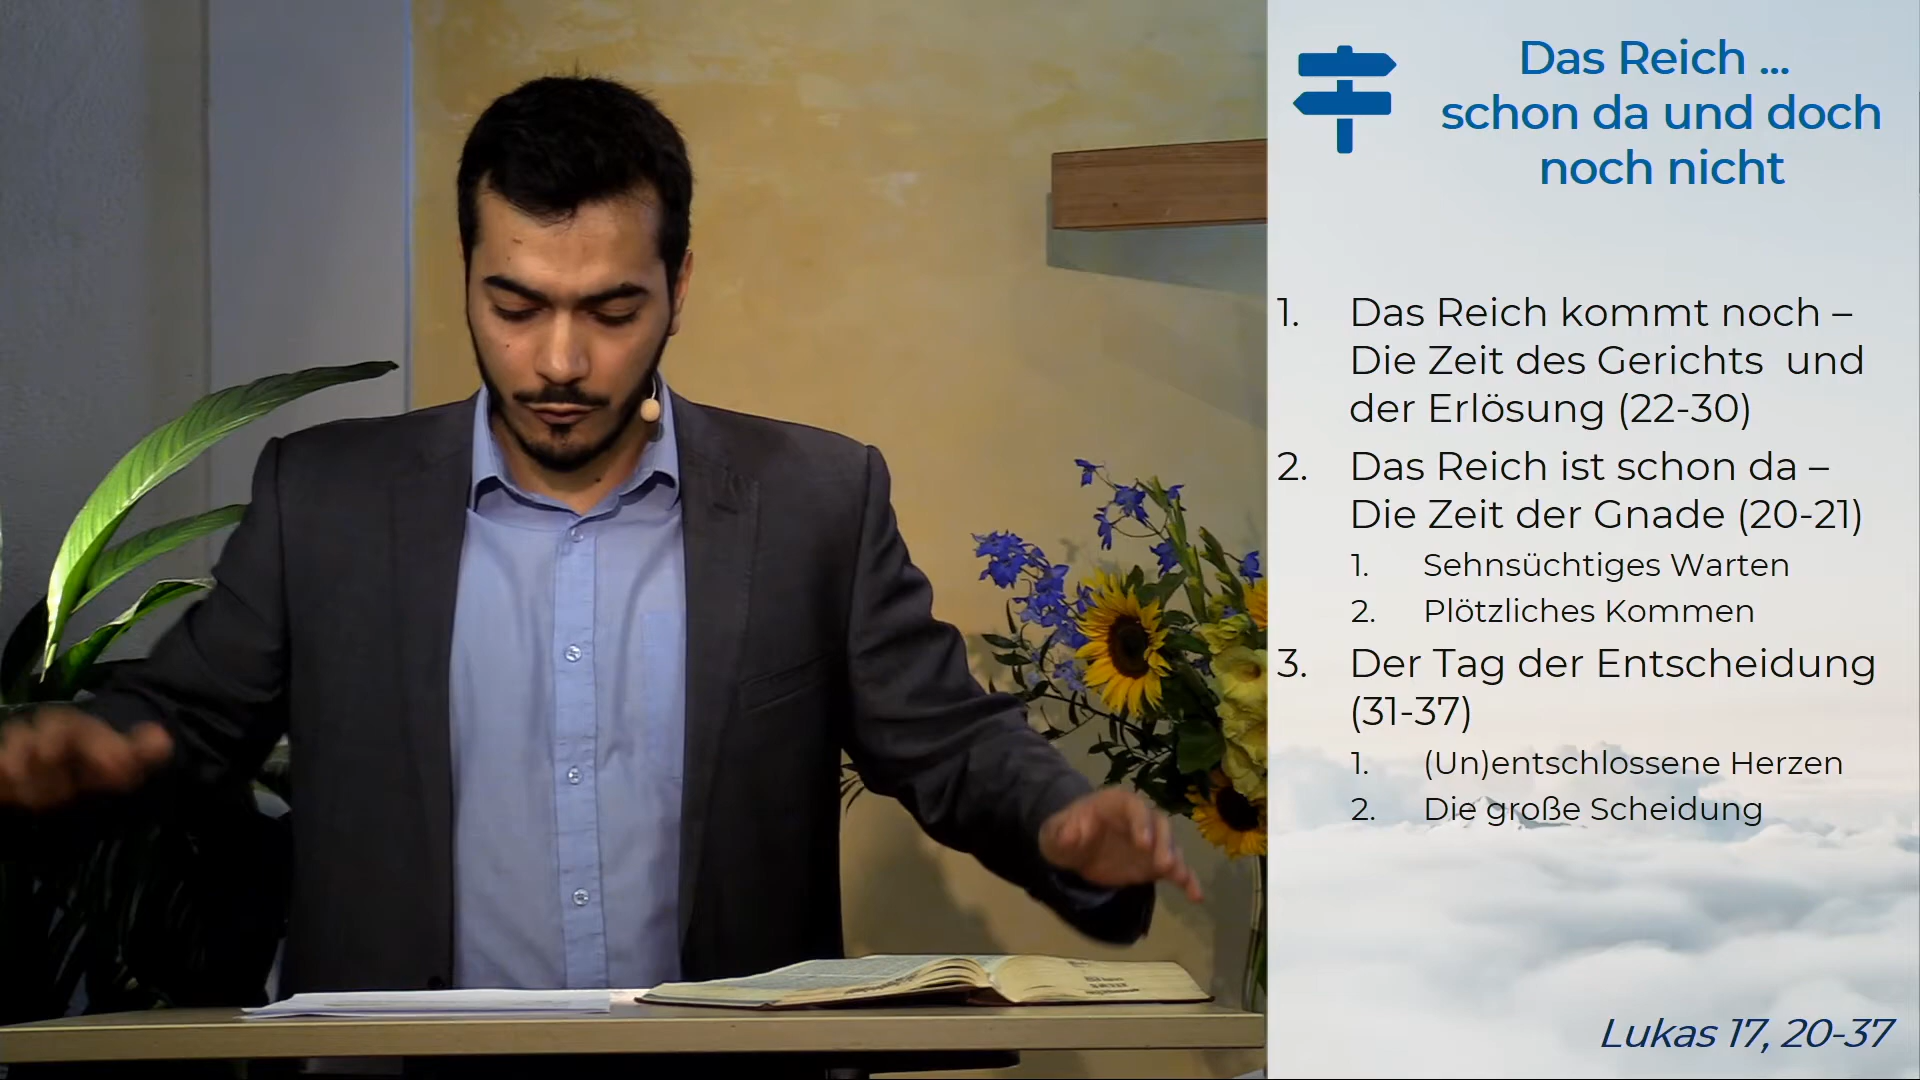 Das Reich ...
schon da und doch
noch nicht
1. Das Reich kommt noch –
Die Zeit des Gerichts und
der Erlösung (22-30)
2. Das Reich ist schon da –
Die Zeit der Gnade (20-21)
1. Sehnsüchtiges Warten
2. Plötzliches Kommen
3. Der Tag der Entscheidung
(31-37)
1. (Un)entschlossene Herzen
2. Die große Scheidung
Lukas 17, 20-37